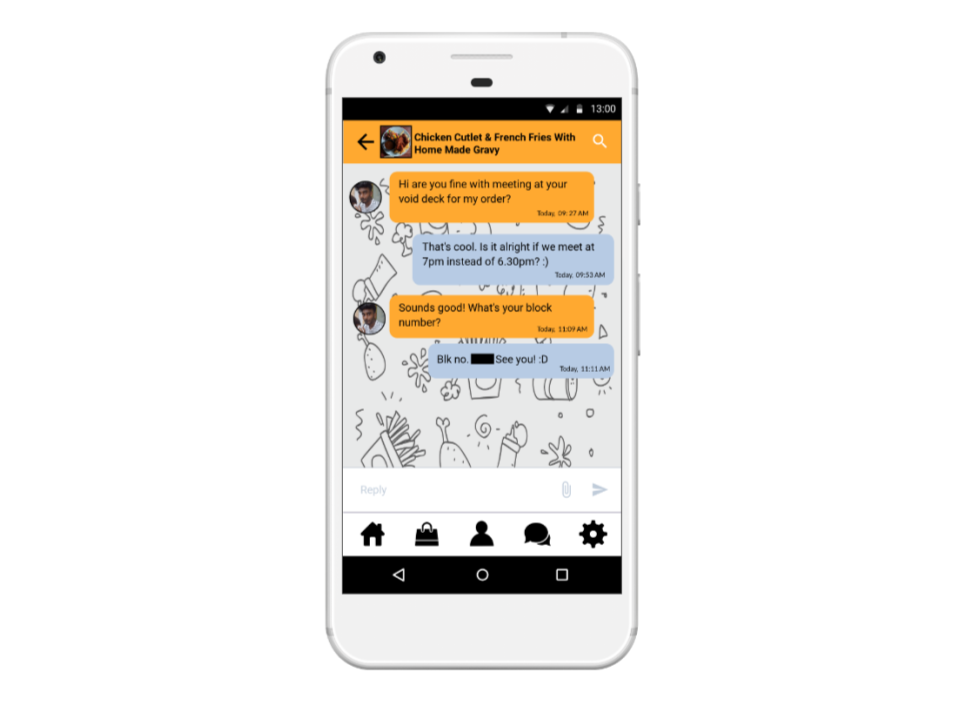 13:00
Chicken Cutlet & French Fries With
Home Made Gravy
Hi are you fine with meeting at your
void deck for my order?
Today, 09:27 AM
That's cool. Is it alright if we meet at
7pm instead of 6.30pm? :)
Today, 09:53 AM
Sounds good! What's your block
number?
Today, 11:09 AM
Blk no. See you! :D
Today, 11:11 AM
Reply